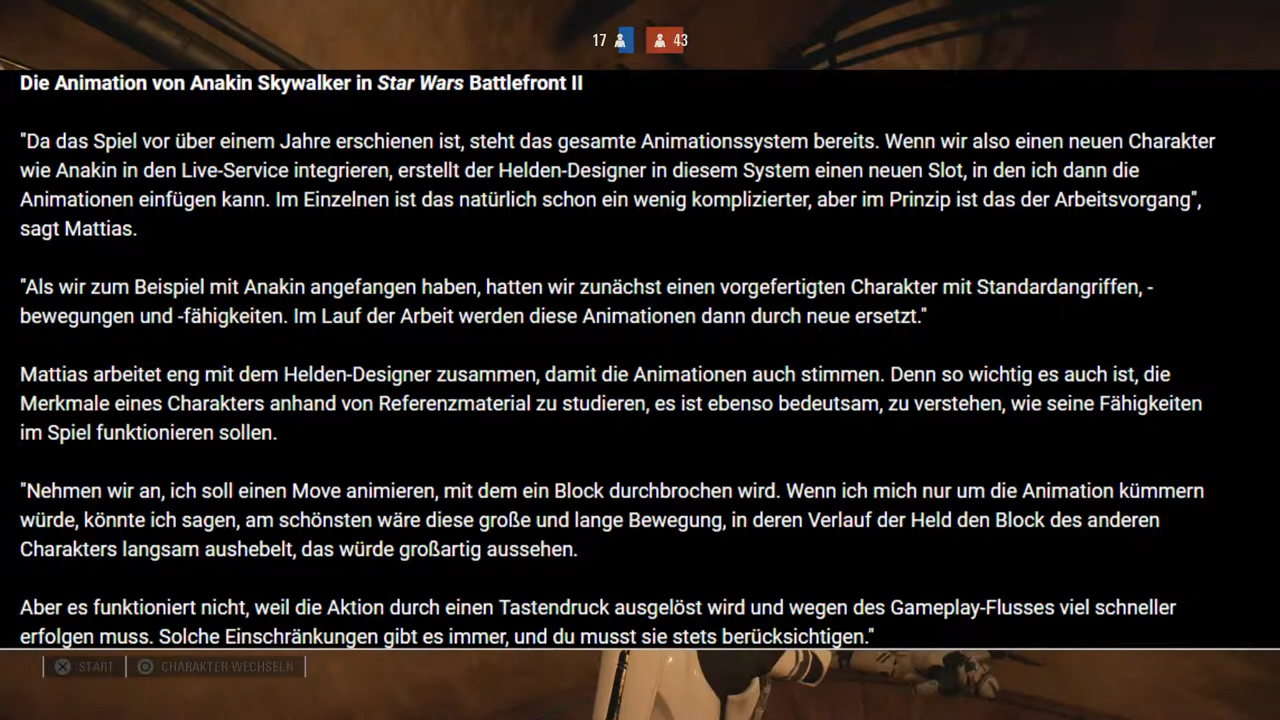 17 43
Die Animation von Anakin Skywalker in Star Wars Battlefront II
"Da das Spiel vor über einem Jahre erschienen ist, steht das gesamte Animationssystem bereits. Wenn wir also einen neuen Charakter
wie Anakin in den Live-Service integrieren, erstellt der Helden-Designer in diesem System einen neuen Slot, in den ich dann die
Animationen einfügen kann. Im Einzelnen ist das natürlich schon ein wenig komplizierter, aber im Prinzip ist das der Arbeitsvorgang",
sagt Mattias.
"Als wir zum Beispiel mit Anakin angefangen haben, hatten wir zunächst einen vorgefertigten Charakter mit Standardangriffen, -
bewegungen und -fähigkeiten. Im Lauf der Arbeit werden diese Animationen dann durch neue ersetzt."
Mattias arbeitet eng mit dem Helden-Designer zusammen, damit die Animationen auch stimmen. Denn so wichtig es auch ist, die
Merkmale eines Charakters anhand von Referenzmaterial zu studieren, es ist ebenso bedeutsam, zu verstehen, wie seine Fähigkeiten
im Spiel funktionieren sollen.
"Nehmen wir an, ich soll einen Move animieren, mit dem ein Block durchbrochen wird. Wenn ich mich nur um die Animation kümmern
würde, könnte ich sagen, am schönsten wäre diese große und lange Bewegung, in deren Verlauf der Held den Block des anderen
Charakters langsam aushebelt, das würde großartig aussehen.
Aber es funktioniert nicht, weil die Aktion durch einen Tastendruck ausgelöst wird und wegen des Gameplay-Flusses viel schneller
erfolgen muss. Solche Einschränkungen gibt es immer, und du musst sie stets berücksichtigen."
START CHARAKTER WECHSELN